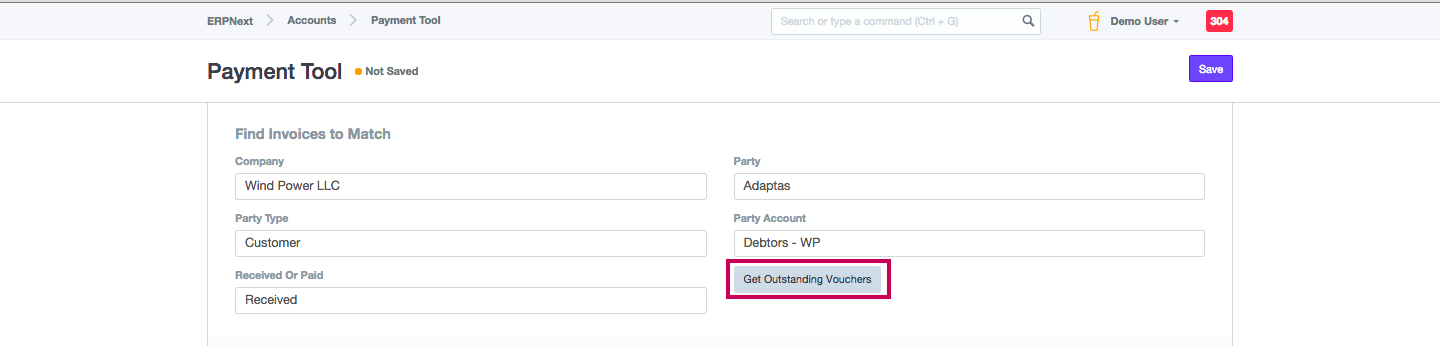 ERPNext > Accounts > Payment Tool
Search or type a command (Ctrl + G)
Demo User
304
Payment Tool
Not Saved
Save
Find Invoices to Match
Company
Wind Power LLC
Party
Adaptas
Party Type
Customer
Party Account
Debtors - WP
Received Or Paid
Received
Get Outstanding Vouchers